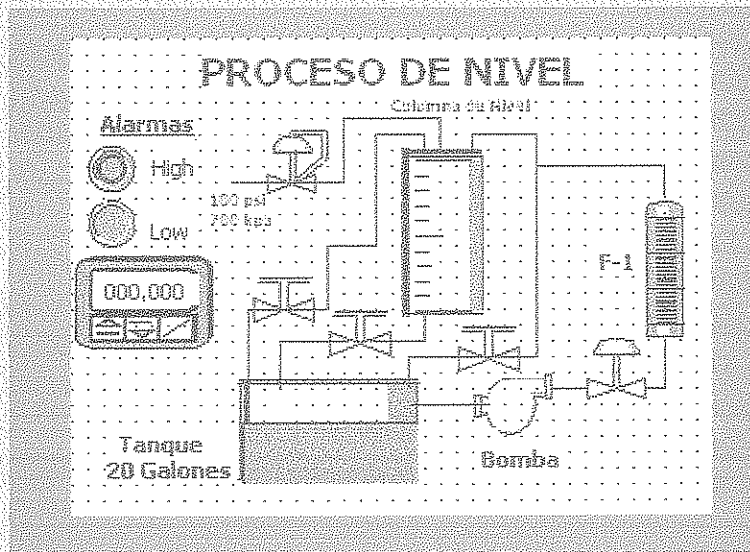 PROCESO DE NIVEL
Columna de Nivel
Alarmas
High
100 psi
700 kpa
Low
F-1
000,000
Tanque
20 Galones
Bomba